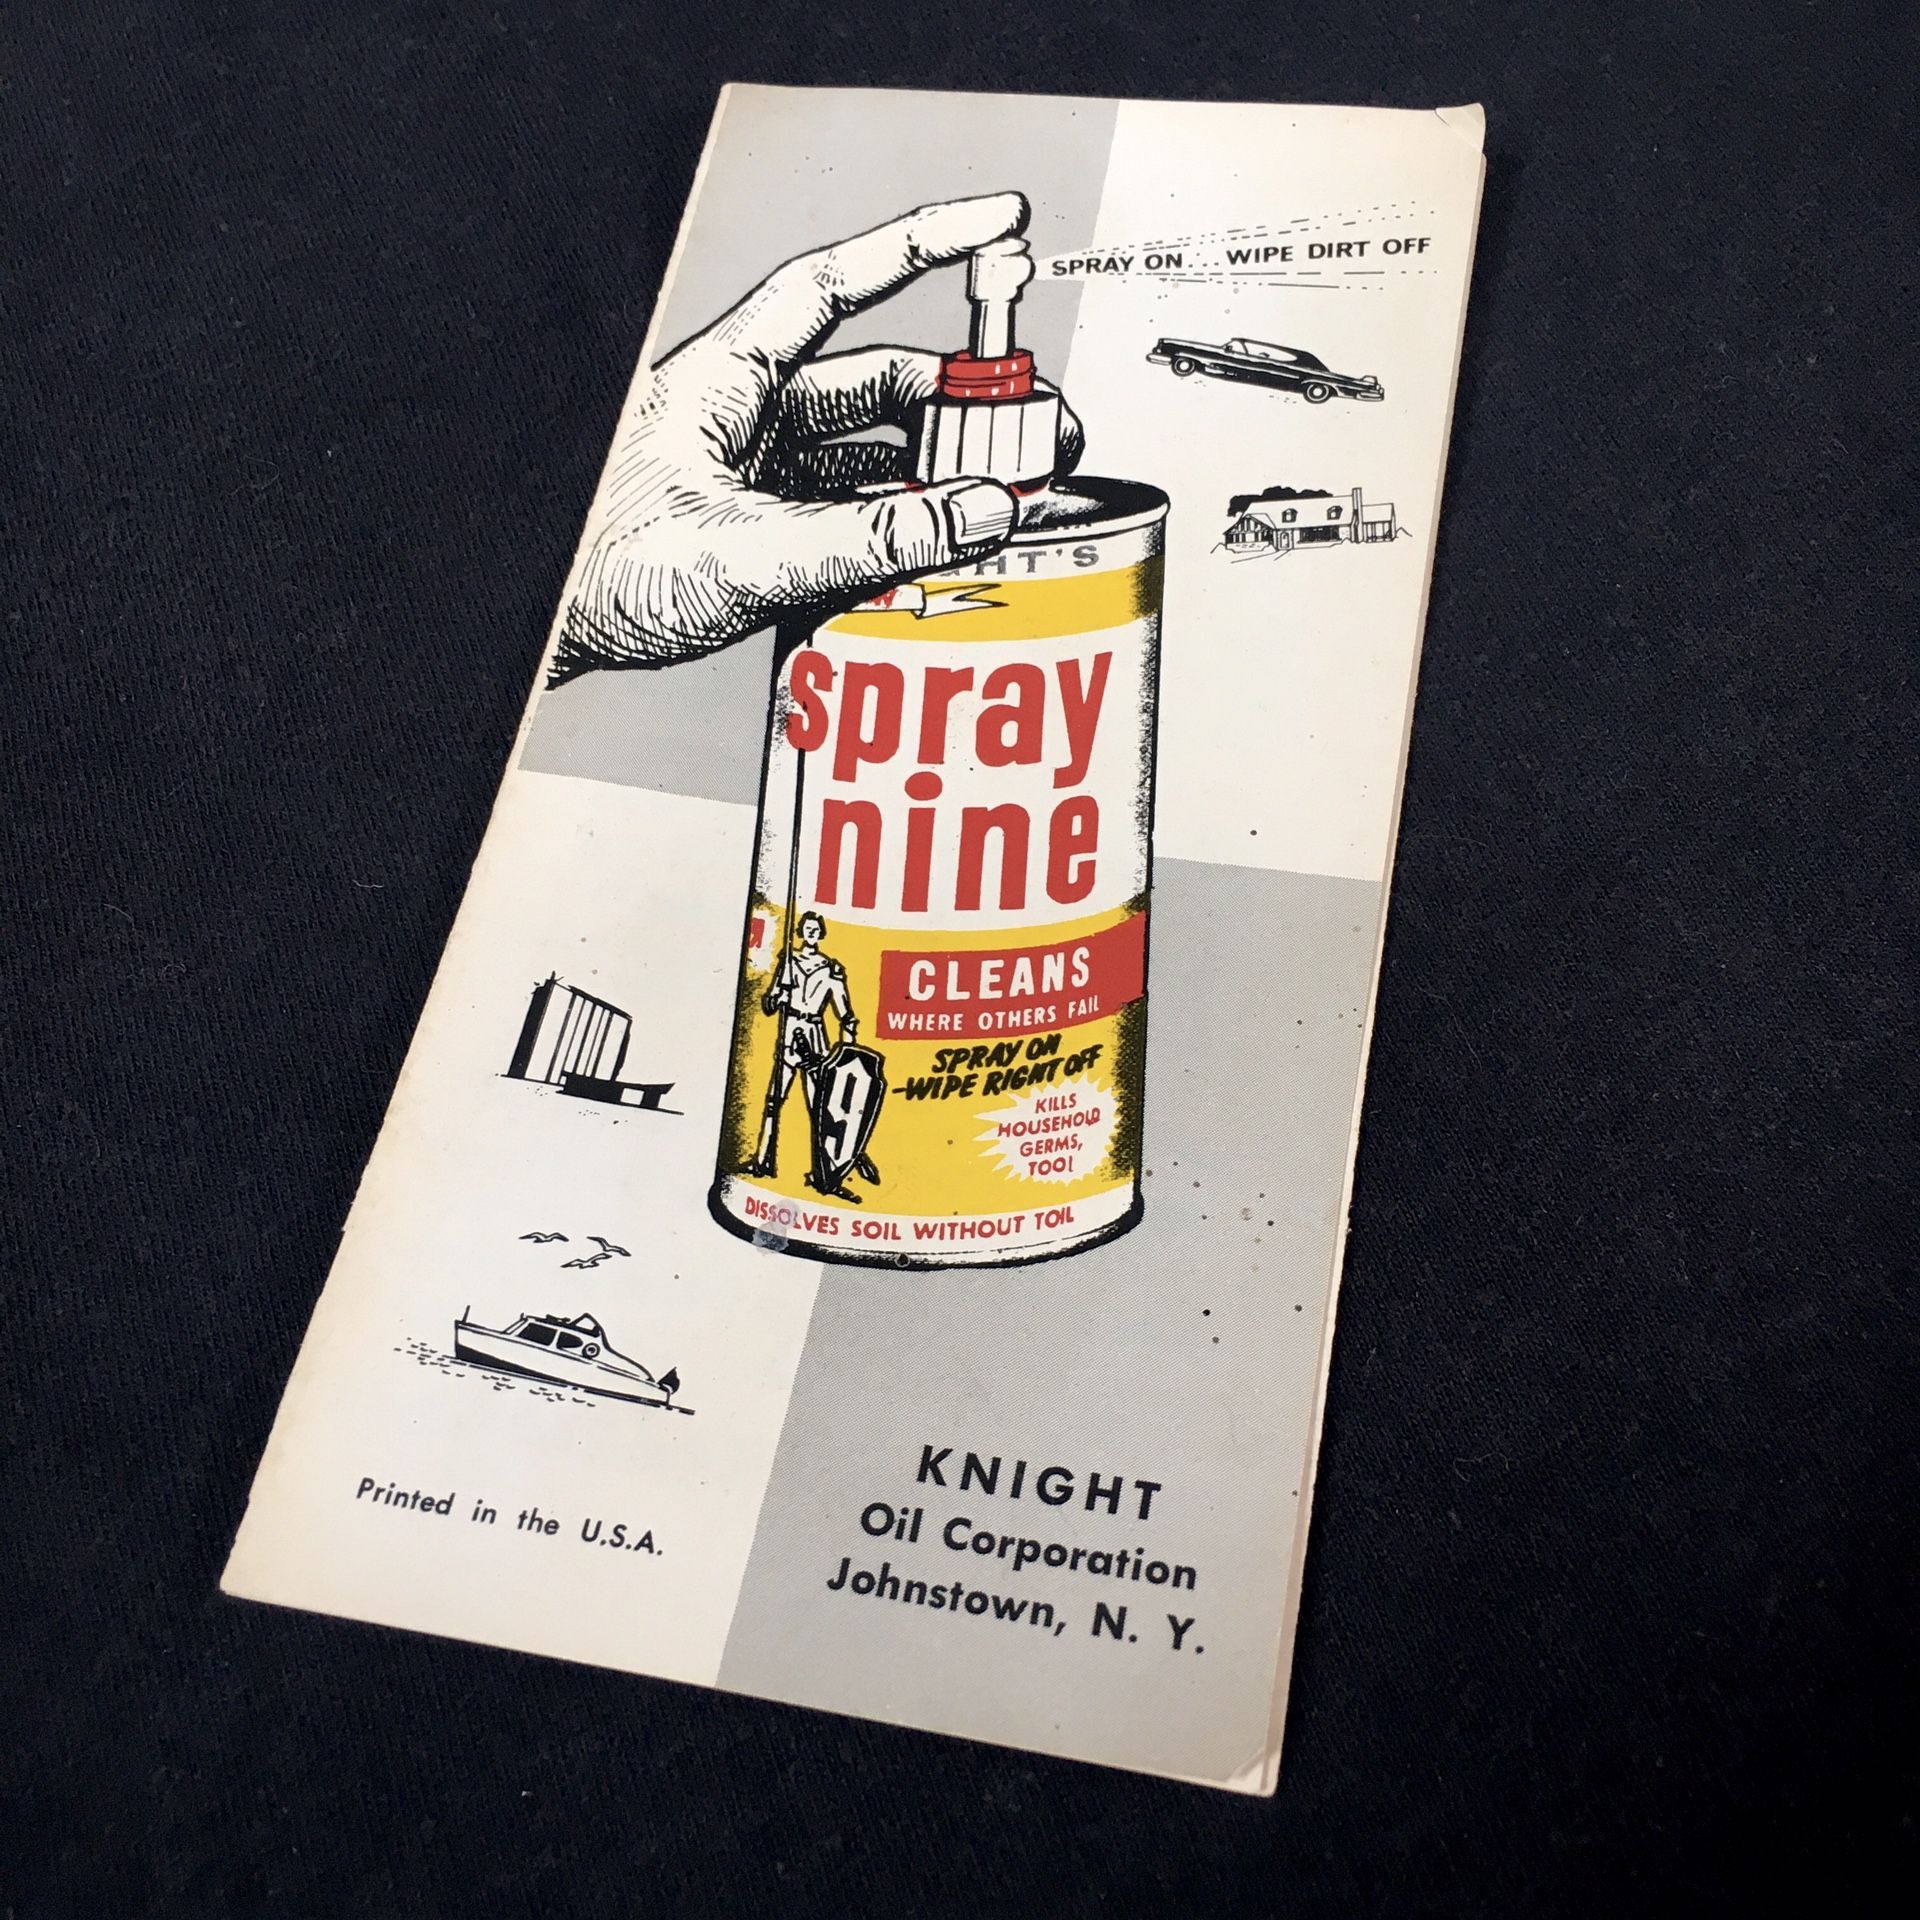 SPRAY ON... WIPE DIRT OFF
spray
nine
CLEANS
WHERE OTHERS FAIL
SPRAY ON
-WIPE RIGHT OFF
9
KILLS
HOUSEHOLD
GERMS,
TOO!
DISSOLVES SOIL WITHOUT TOIL
Printed in the U.S.A.
KNIGHT
Oil Corporation
Johnstown, N. Y.